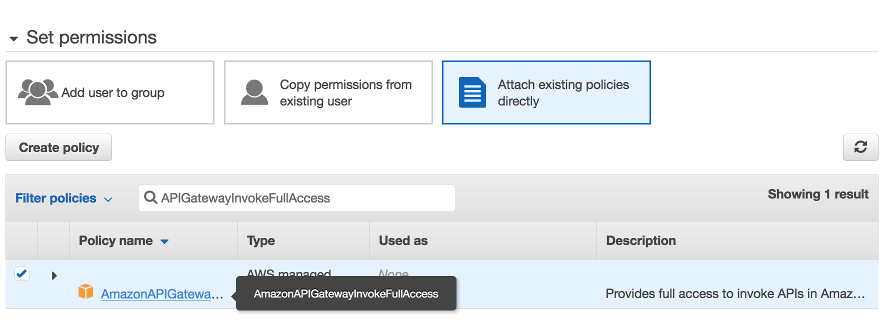 Set permissions
Add user to group
Copy permissions from
existing user
Attach existing policies
directly
Create policy
Filter policies
APIGatewayInvokeFullAccess
Showing 1 result
Policy name
Type
Used as
Description
AWS managed
None
AmazonAPIGatewa...
AmazonAPIGatewayInvokeFullAccess
Provides full access to invoke APIs in Amaz...